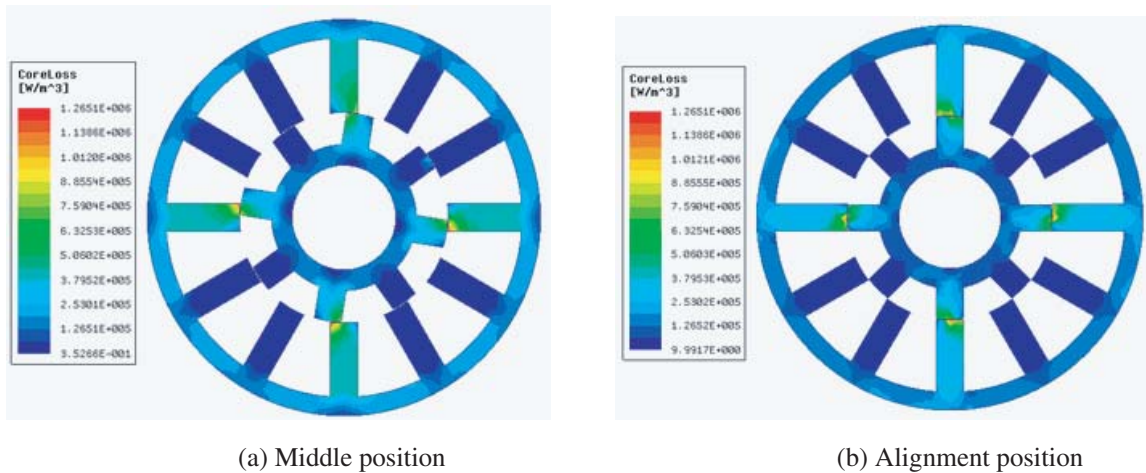 CoreLoss
[W/m^3]
1.2651E+006
1.1386E+006
1.0120E+006
8.8554E+005
7.5904E+005
6.3253E+005
5.0602E+005
3.7952E+005
2.5301E+005
1.2651E+005
3.5266E-001
CoreLoss
[W/m^3]
1.2651E+006
1.1386E+006
1.0121E+006
8.8555E+005
7.5904E+005
6.3254E+005
5.0603E+005
3.7953E+005
2.5302E+005
1.2652E+005
9.9917E+000
(a) Middle position
(b) Alignment position